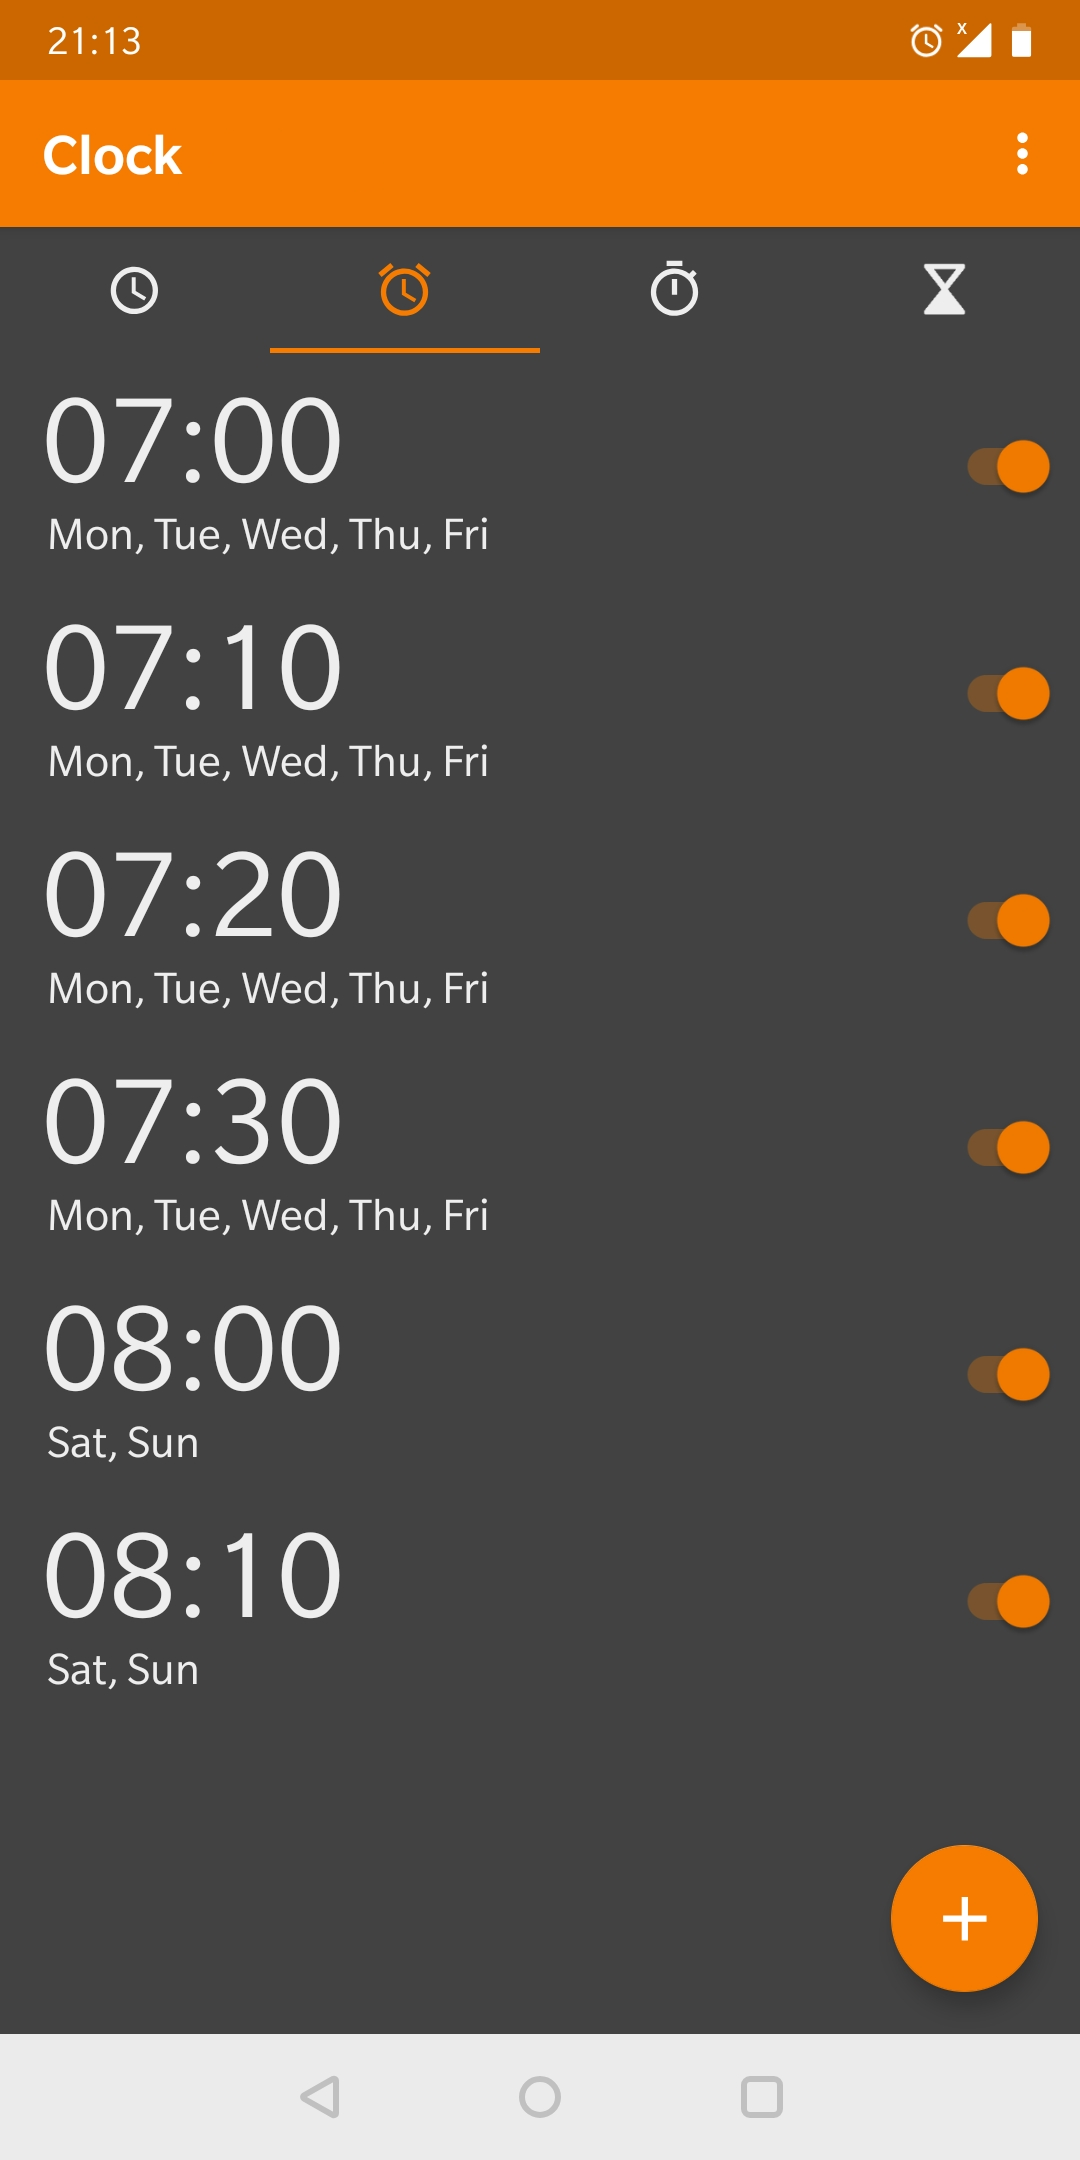 21:13
Clock
07:00
Mon, Tue, Wed, Thu, Fri
07:10
Mon, Tue, Wed, Thu, Fri
07:20
Mon, Tue, Wed, Thu, Fri
07:30
Mon, Tue, Wed, Thu, Fri
08:00
Sat, Sun
08:10
Sat, Sun